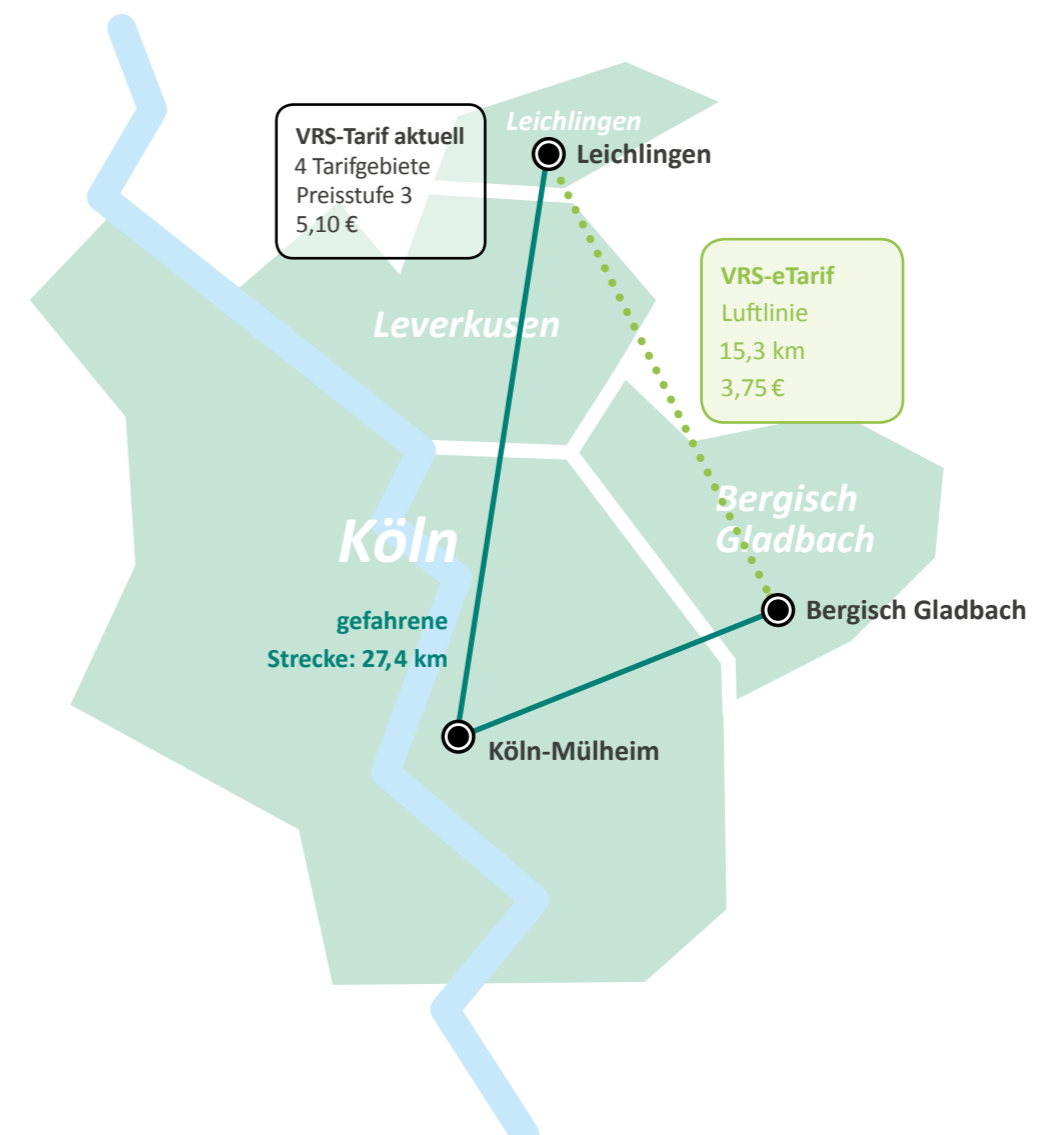 Leichlingen
Leichlingen
VRS-Tarif aktuell
4 Tarifgebiete
Preisstufe 3
5,10 €
VRS-eTarif
Luftlinie
15,3 km
3,75 €
Leverkusen
Bergisch
Gladbach
Köln
Bergisch Gladbach
gefahrene
Strecke: 27,4 km
Köln-Mülheim